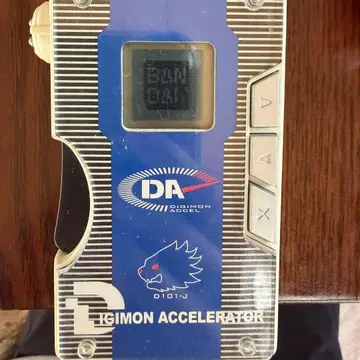 BAN
DAI
DA
DIGIMON
ACCEL
D101-J
DIGIMON ACCELERATOR